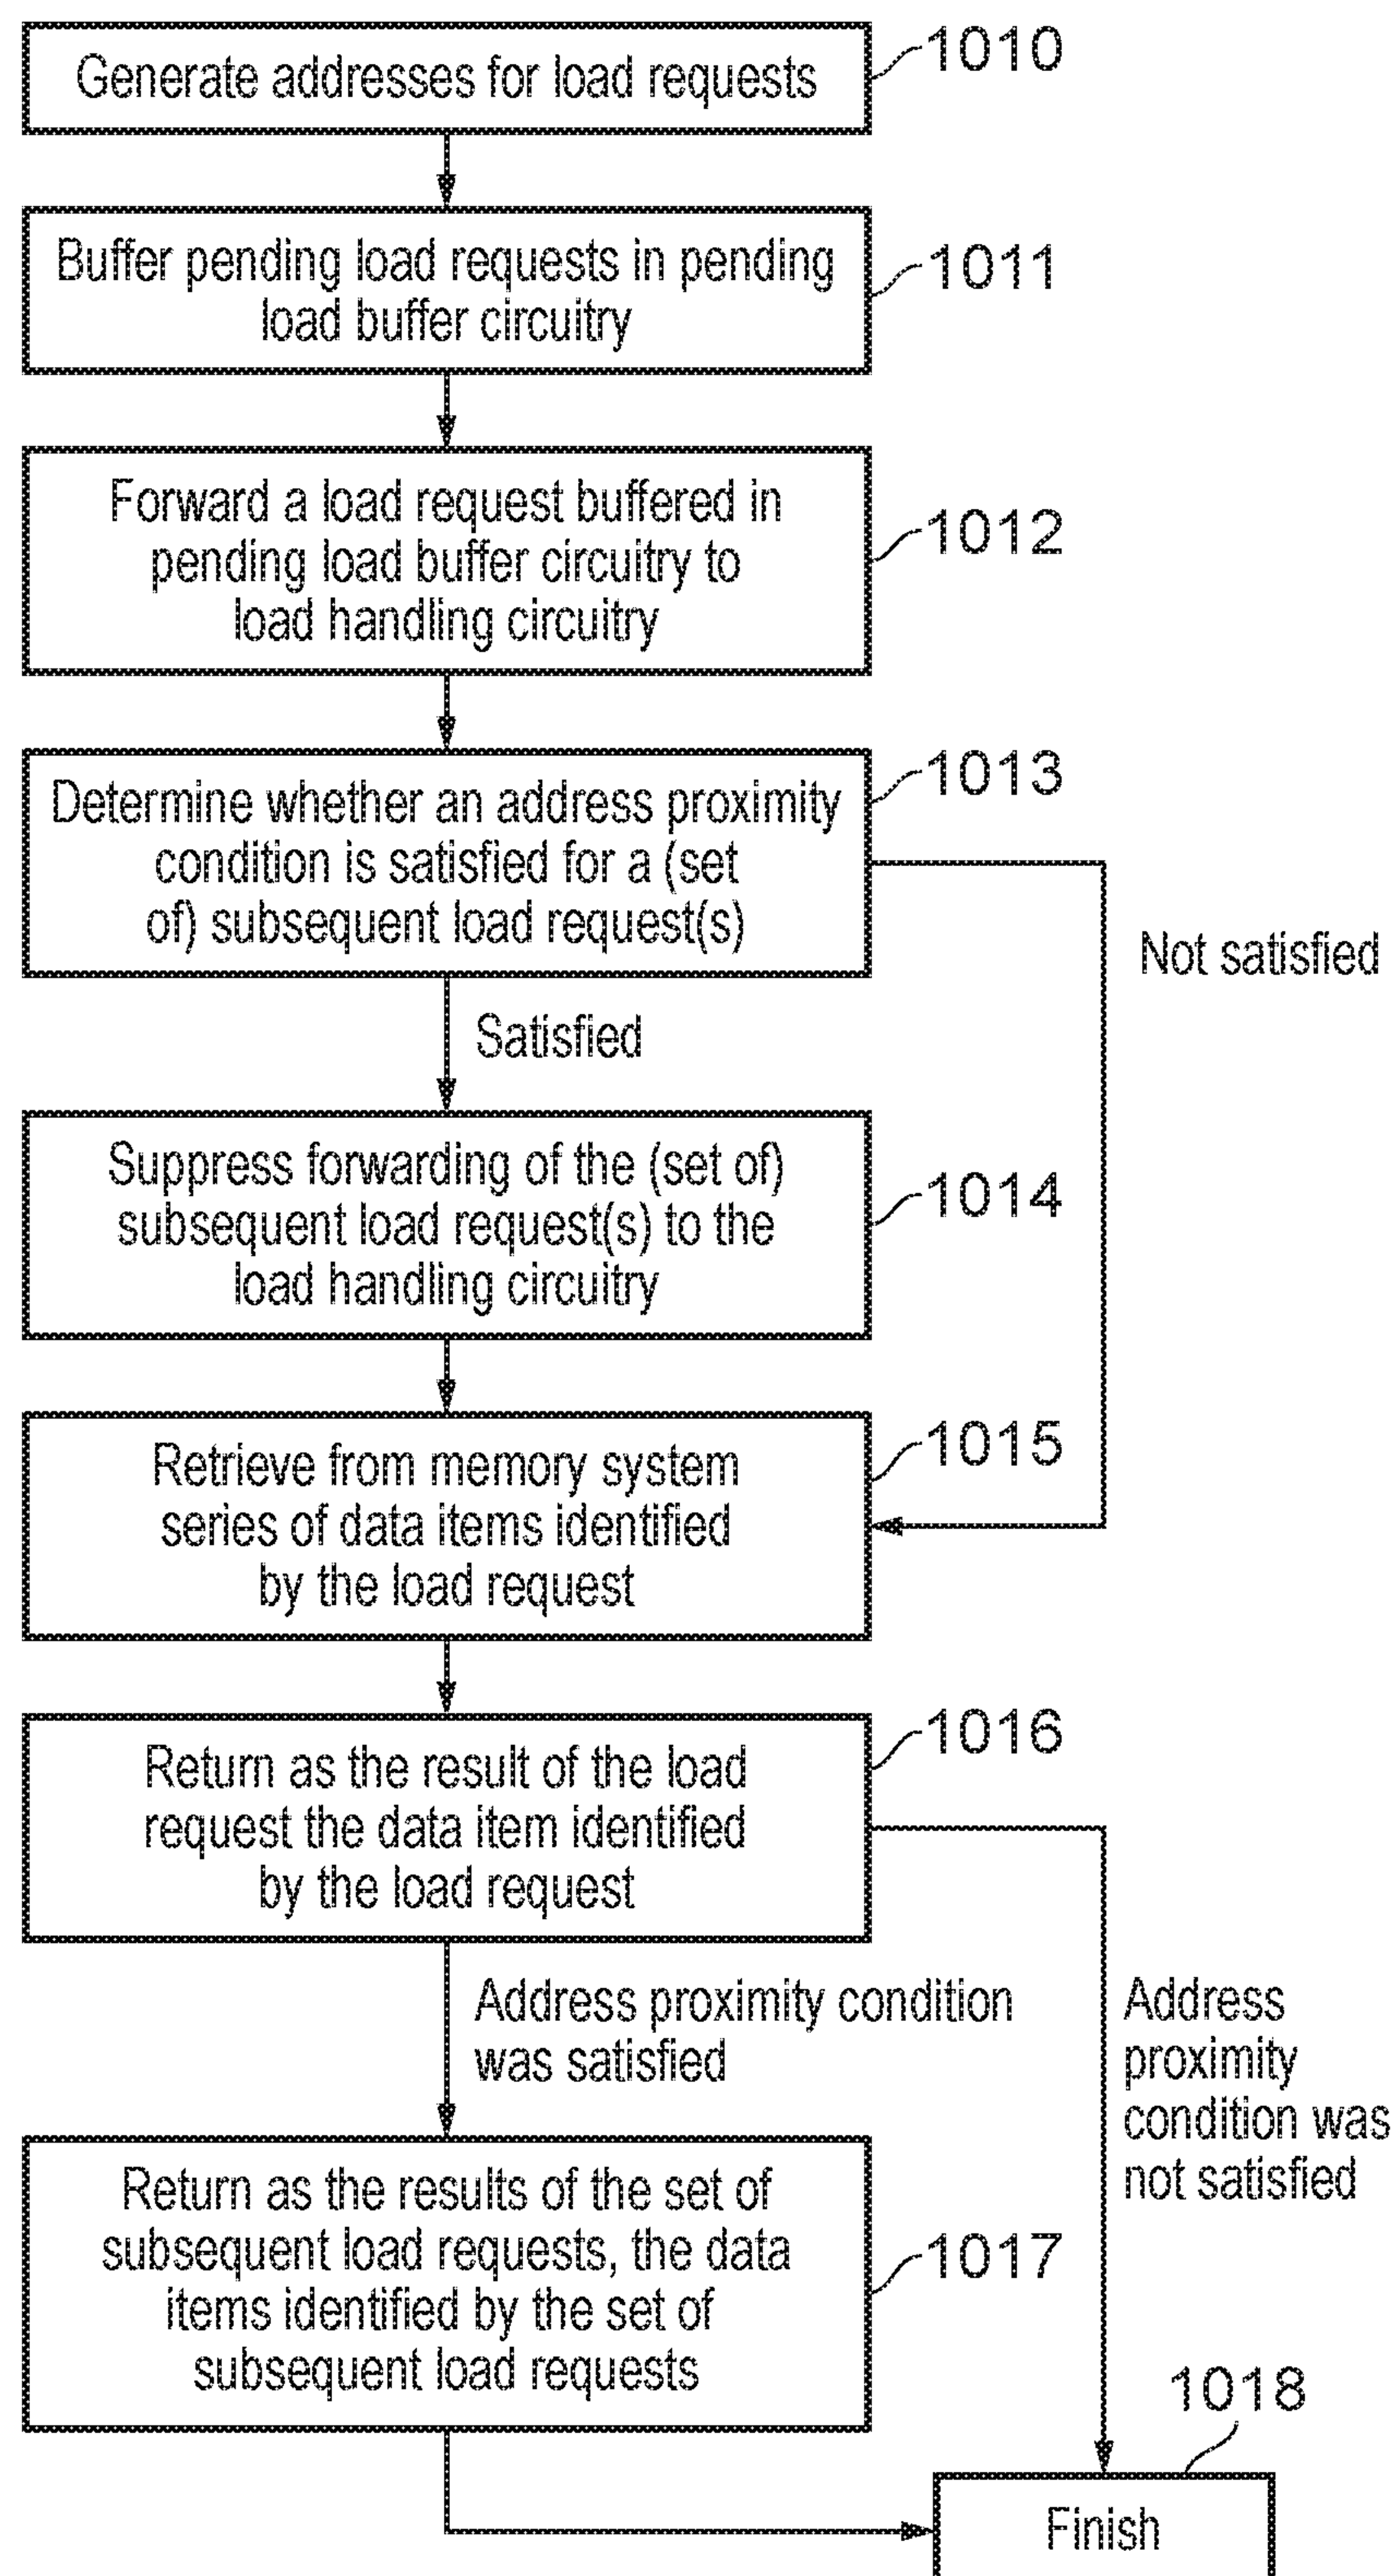 Generate addresses for load requests
1010
Buffer pending load requests in pending
load buffer circuitry
1011
Forward a load request buffered in
pending load buffer circuitry to
load handling circuitry
1012
Determine whether an address proximity
condition is satisfied for a (set
of) subsequent load request(s)
1013
Not satisfied
Satisfied
Suppress forwarding of the (set of)
subsequent load request(s) to the
load handling circuitry
1014
Retrieve from memory system
series of data items identified
by the load request
1015
Return as the result of the load
request the data item identified
by the load request
1016
Address proximity condition
was satisfied
Address
proximity
condition was
not satisfied
Return as the results of the set of
subsequent load requests, the data
items identified by the set of
subsequent load requests
1017
1018
Finish